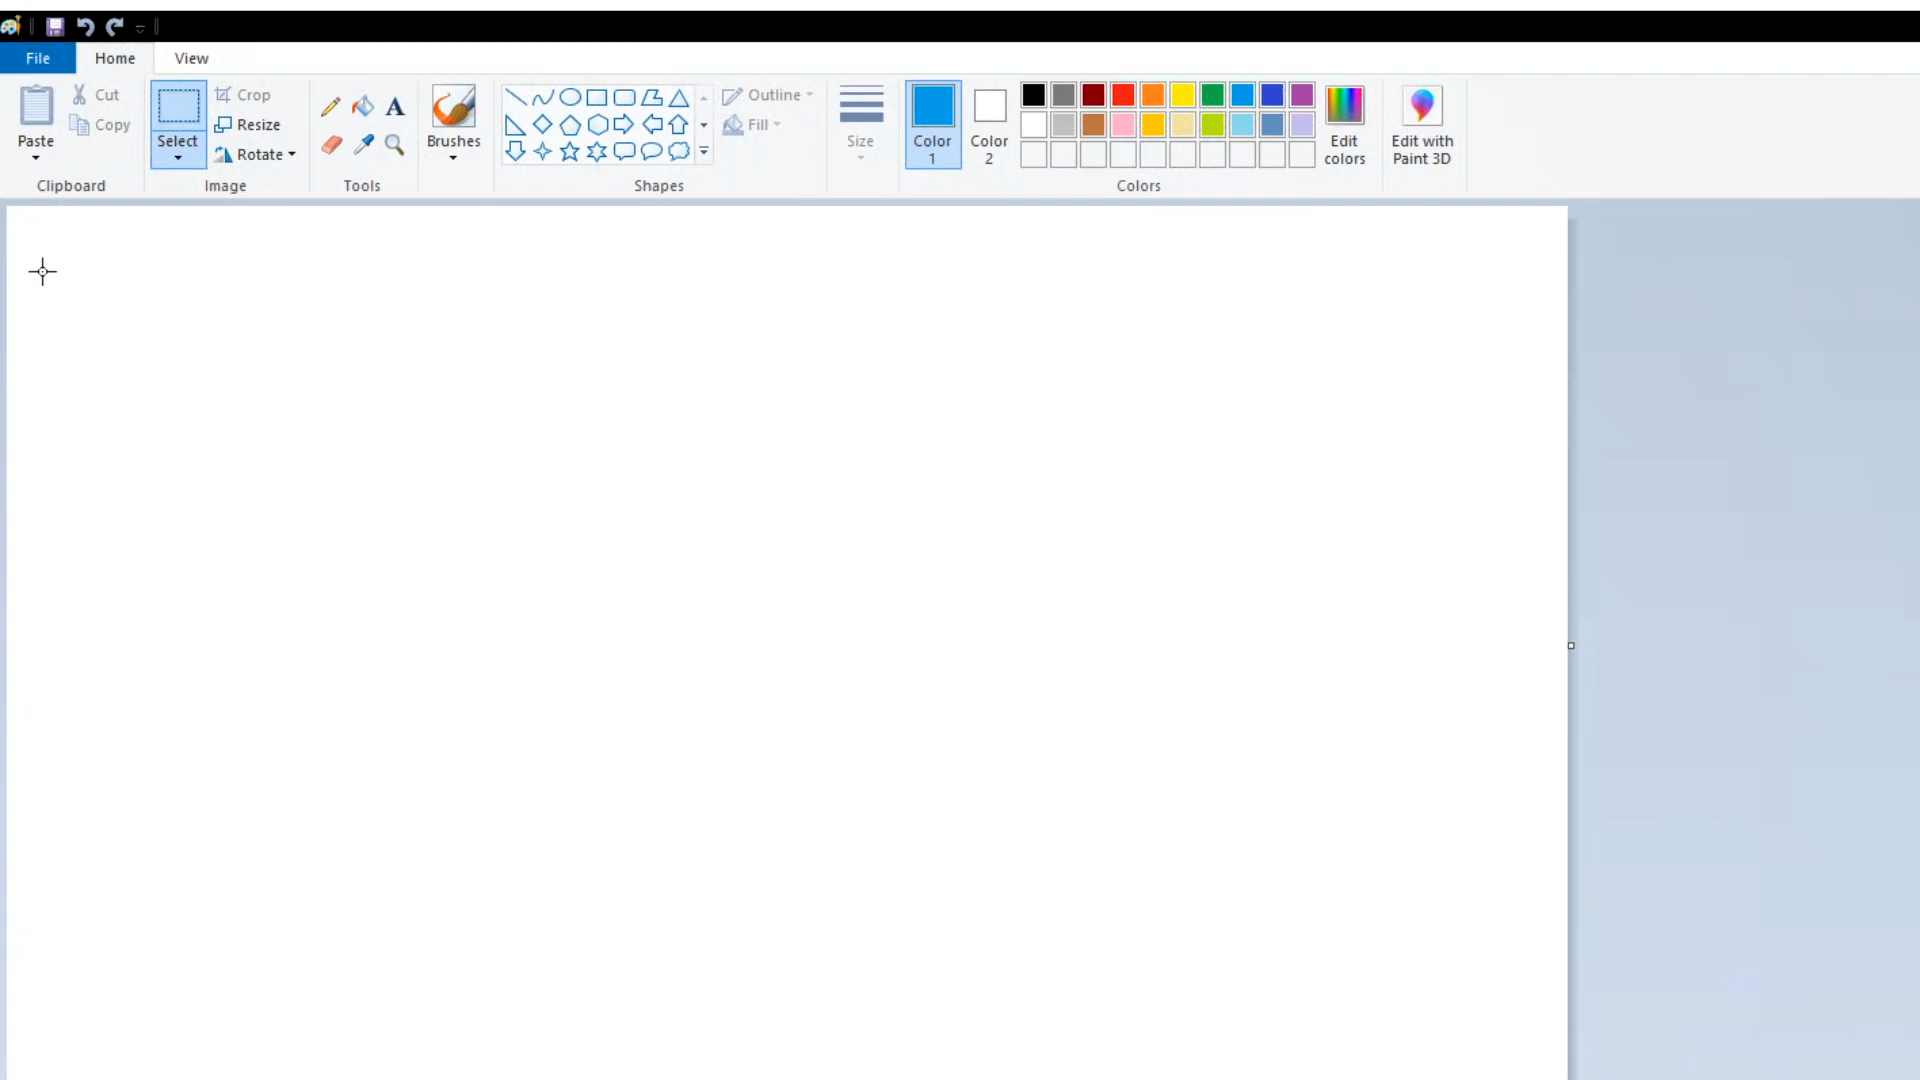 File Home View
Paste Cut Copy
Clipboard
Select Crop Resize Rotate
Image
A
Tools
Brushes
Shapes
Outline Fill
Size
Color 1
Color 2
Edit colors
Colors
Edit with Paint 3D